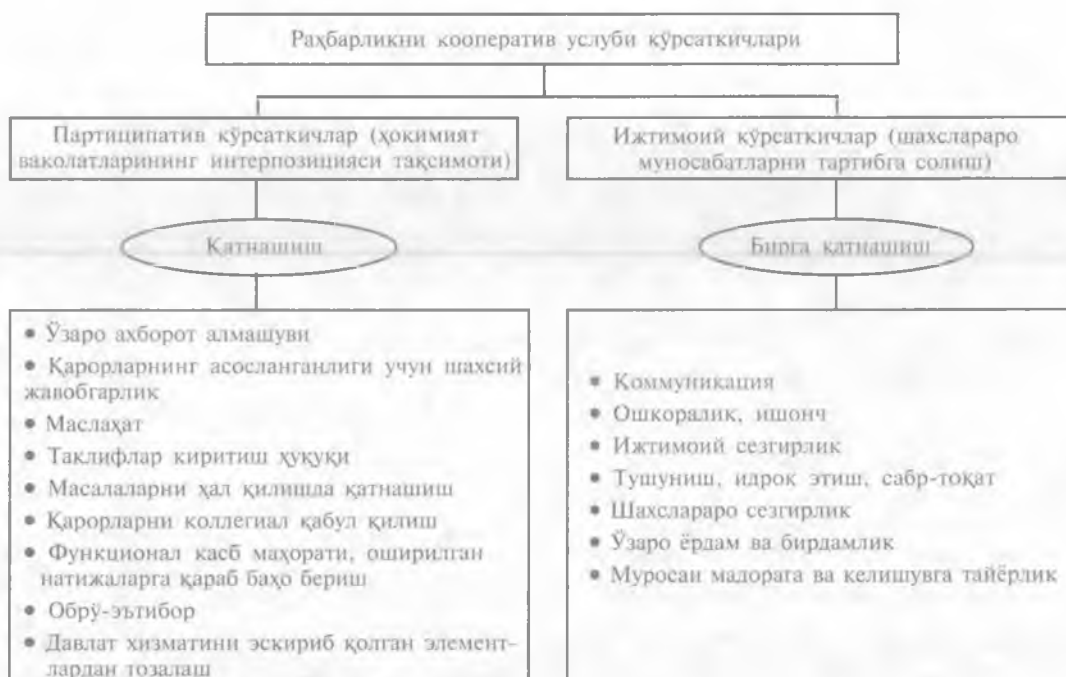 Раҳбарликни кооператив услуби кўрсаткичлари
Партиципатив кўрсаткичлар (ҳокимият
ваколатларининг интерпозицияси тақсимоти)
Қатнашиш
● Ўзаро ахборот алмашуви
● Қарорларнинг асосланганлиги учун шахсий
жавобгарлик
● Маслаҳат
● Таклифлар киритиш ҳуқуқи
● Масалаларни ҳал қилишда қатнашиш
● Қарорларни коллегиал қабул қилиш
● Функционал касб маҳорати, оширилган
натижаларга қараб баҳо бериш
● Обрў-эътибор
● Давлат хизматини эскириб қолган элемент-
лардан тозалаш
Ижтимоий кўрсаткичлар (шахслараро
муносабатларни тартибга солиш)
Бирга қатнашиш
● Коммуникация
● Ошкоралик, ишонч
● Ижтимоий сезгирлик
● Тушуниш, идрок этиш, сабр-тоқат
● Шахслараро сезгирлик
● Ўзаро ёрдам ва бирдамлик
● Муросаи мадорага ва келишувга тайёрлик